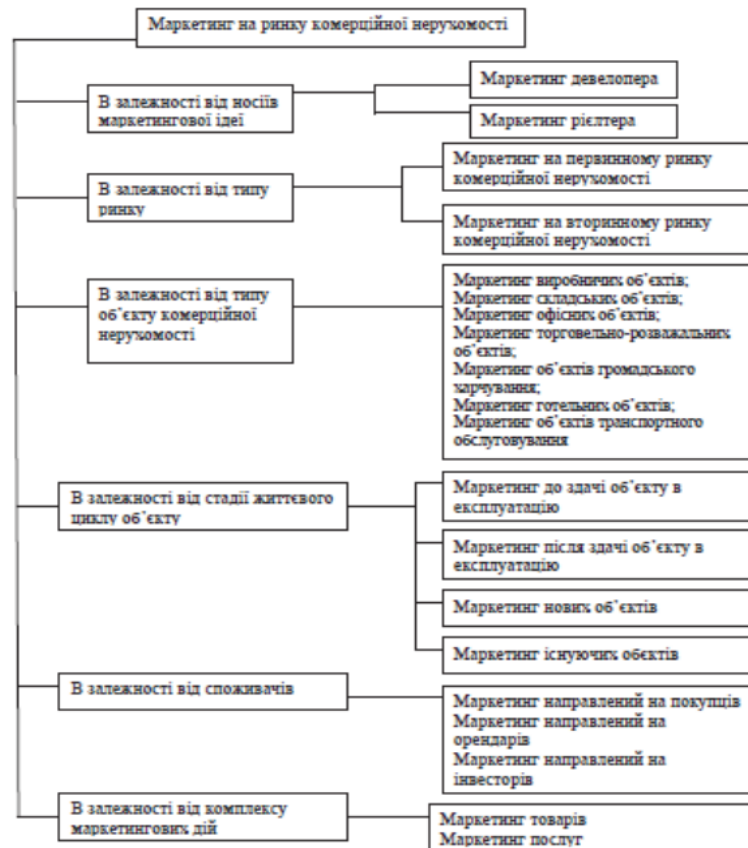 Маркетинг на ринку комерційної нерухомості
В залежності від носіїв
маркетингової ідеї
Маркетинг девелопера
Маркетинг рієлтера
В залежності від типу
ринку
Маркетинг на первинному ринку
комерційної нерухомості
Маркетинг на вторинному ринку
комерційної нерухомості
В залежності від типу
об’єкту комерційної
нерухомості
Маркетинг виробничих об’єктів;
Маркетинг складських об’єктів;
Маркетинг офісних об’єктів;
Маркетинг торговельно-розважальних
об’єктів;
Маркетинг об’єктів громадського
харчування;
Маркетинг готельних об’єктів;
Маркетинг об’єктів транспортного
обслуговування
В залежності від стадії життєвого
циклу об’єкту
Маркетинг до здачі об’єкту в
експлуатацію
Маркетинг після здачі об’єкту в
експлуатацію
Маркетинг нових об’єктів
Маркетинг існуючих обєктів
В залежності від споживачів
Маркетинг направлений на покупців
Маркетинг направлений на
орендарів
Маркетинг направлений на
інвесторів
В залежності від комплексу
маркетингових дій
Маркетинг товарів
Маркетинг послуг